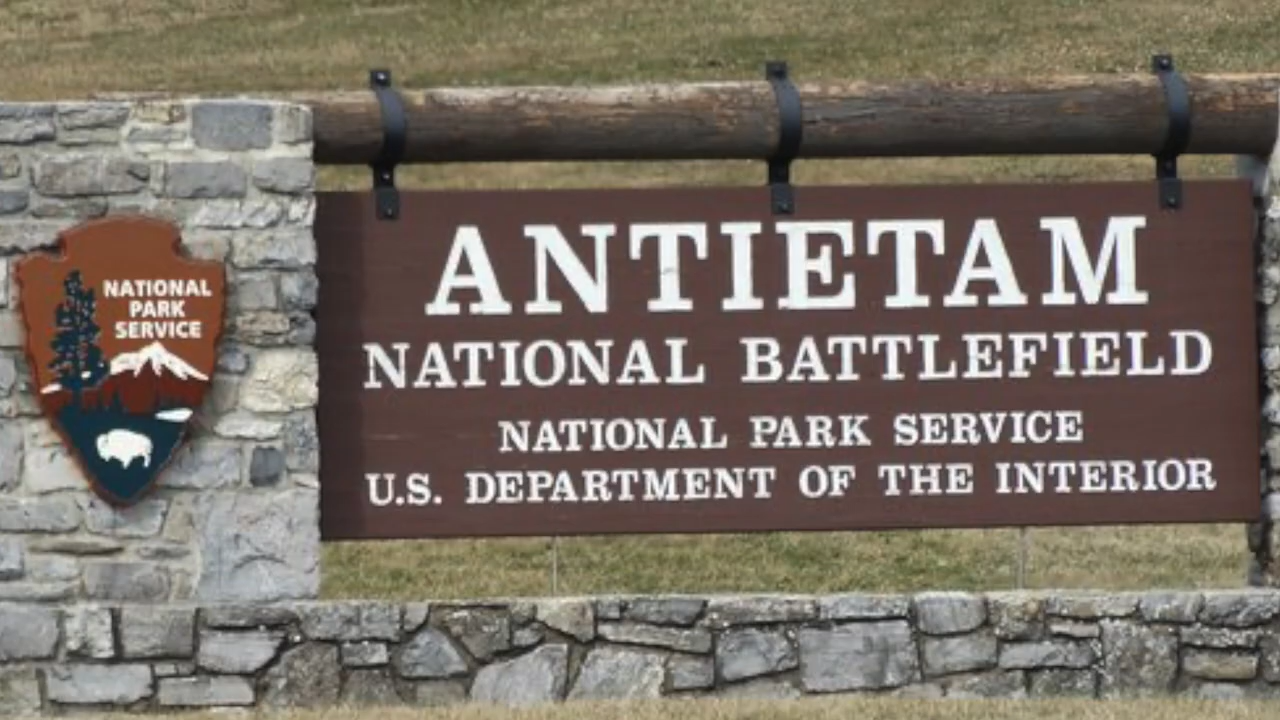 NATIONAL
PARK
SERVICE
ANTIETAM
NATIONAL BATTLEFIELD
NATIONAL PARK SERVICE
U.S. DEPARTMENT OF THE INTERIOR